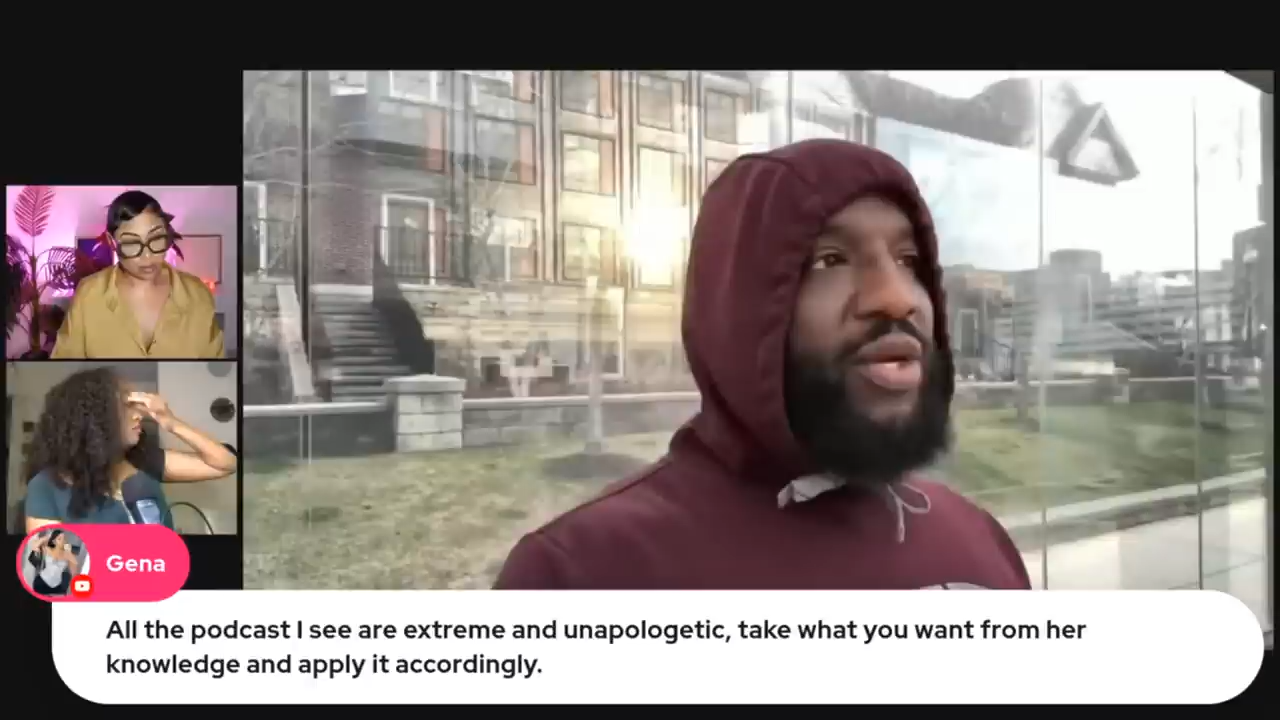 Gena
All the podcast I see are extreme and unapologetic, take what you want from her
knowledge and apply it accordingly.